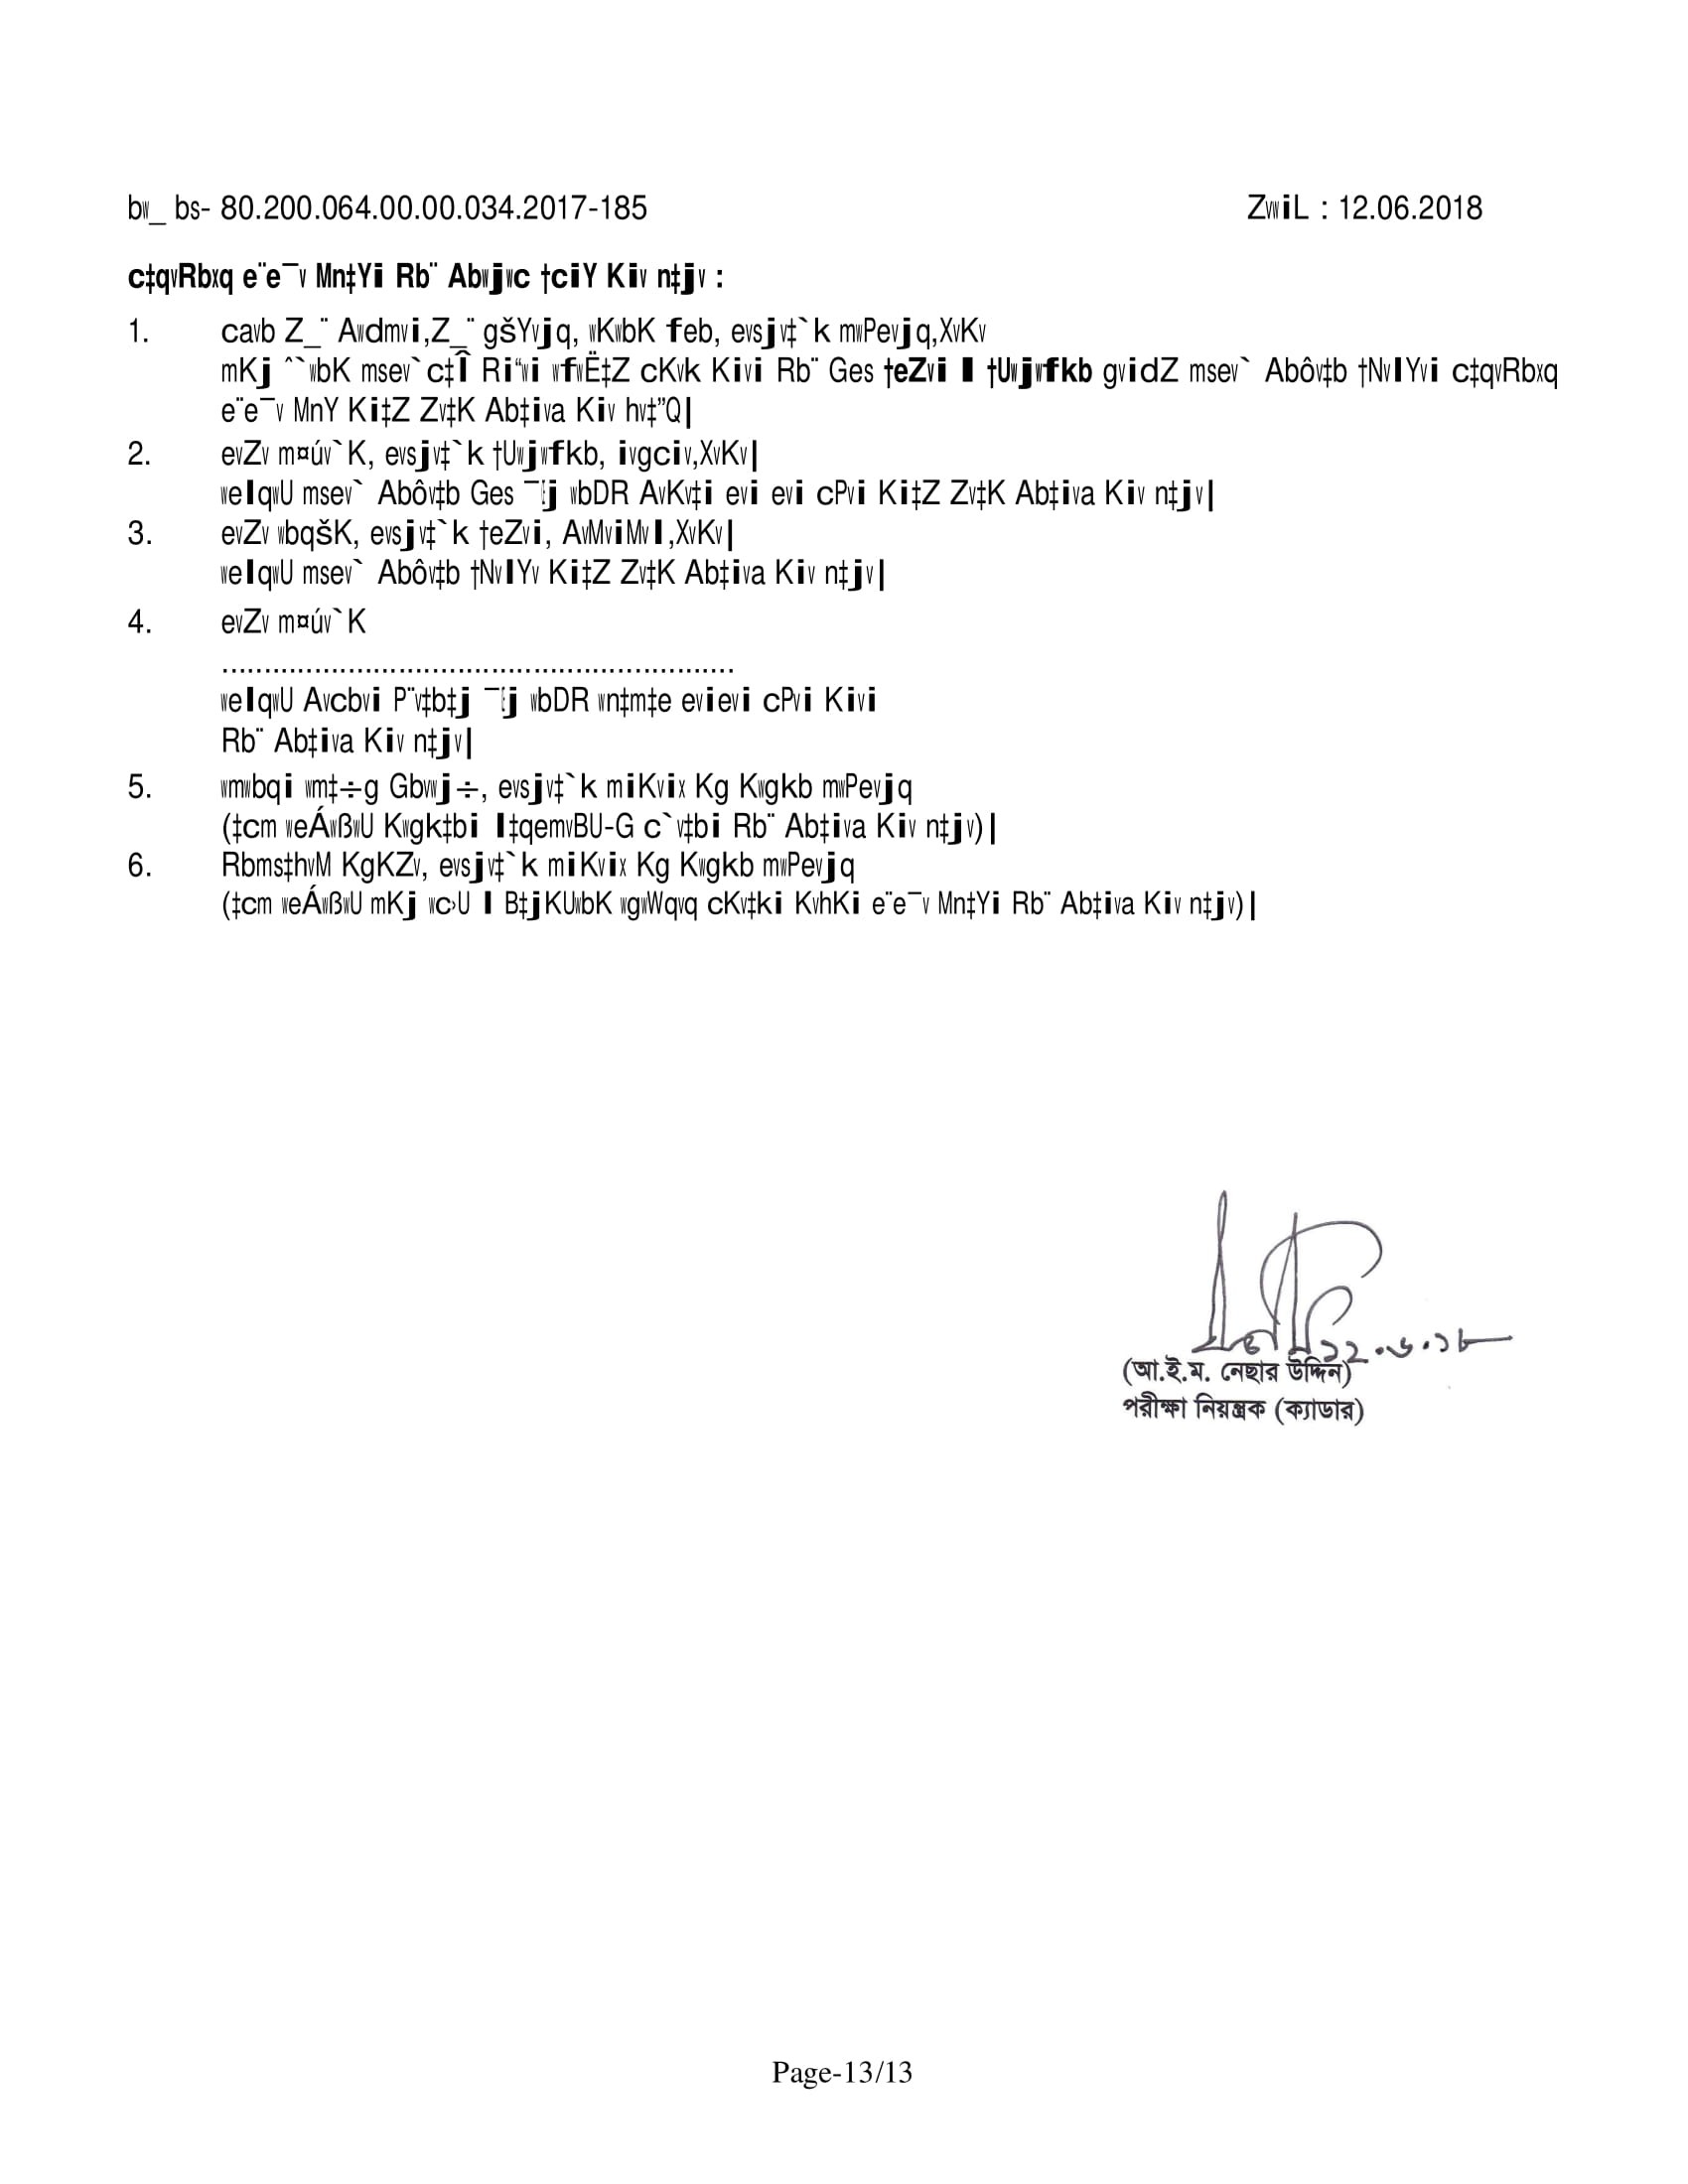 bw_ bs- 80.200.064.00.00.034.2017-185 ZvwiL : 12.06.2018
c‡qvRbxq e¨e¯v Mn‡Yi Rb¨ Abywjwc †ciY Kiv n‡jv :
1. cavb Z_¨ Awdmvi,Z_¨ gšYvjq, wKwbK feb, evsjv‡`k mwPevjq,XvKv
mKj ˆ`wbK msev`c‡Î Ri“wi wfwË‡Z cKvk Kivi Rb¨ Ges †eZvi I †Uwjwfkb gvidZ msev` Abôv‡b †NvlYvi c‡qvRbxq
e¨e¯v MnY Ki‡Z Zv‡K Ab‡iva Kiv hv‡”Q|
2. evZv m¤úv`K, evsjv‡`k †Uwjwfkb, ivgciv,XvKv|
welqwU msev` Abôv‡b Ges ¯‹j wbDR AvKv‡i evi evi cPvi Ki‡Z Zv‡K Ab‡iva Kiv n‡jv|
3. evZv wbqšK, evsjv‡`k †eZvi, AvMviMvI,XvKv|
welqwU msev` Abôv‡b †NvlYv Ki‡Z Zv‡K Ab‡iva Kiv n‡jv|
4. evZv m¤úv`K
.............................................................
welqwU Avcbvi P¨v‡b‡j ¯‹j wbDR wn‡m‡e evievi cPvi Kivi
Rb¨ Ab‡iva Kiv n‡jv|
5. wmwbqi wm‡÷g Gbvwj÷, evsjv‡`k miKvix Kg Kwgkb mwPevjq
(‡cm weÁwßwU Kwgk‡bi I‡qemvBU-G c`v‡bi Rb¨ Ab‡iva Kiv n‡jv)|
6. Rbms‡hvM KgKZv, evsjv‡`k miKvix Kg Kwgkb mwPevjq
(‡cm weÁwßwU mKj wc›U I B‡jKUwbK wgwWqvq cKv‡ki KvhKi e¨e¯v Mn‡Yi Rb¨ Ab‡iva Kiv n‡jv)|
১২.৬.১৮
(আ.ই.ম. নেছার উদ্দিন)
পরীক্ষা নিয়ন্ত্রক (ক্যাডার)
Page-13/13